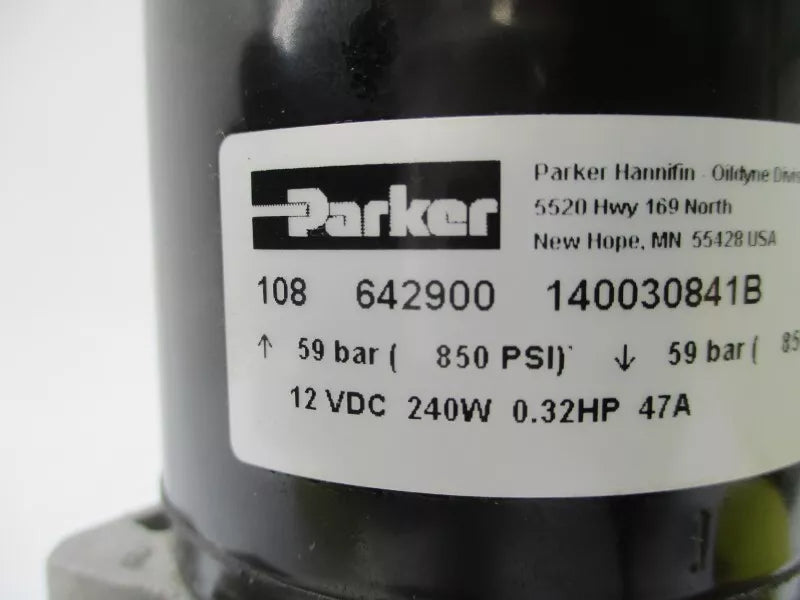 Parker
Parker Hannifin - Oildyne
5520 Hwy 169 North
New Hope, MN 55428 USA
108 642900 140030841B
↑ 59 bar ( 850 PSI) ↓ 59 bar (
12 VDC 240W 0.32HP 47A